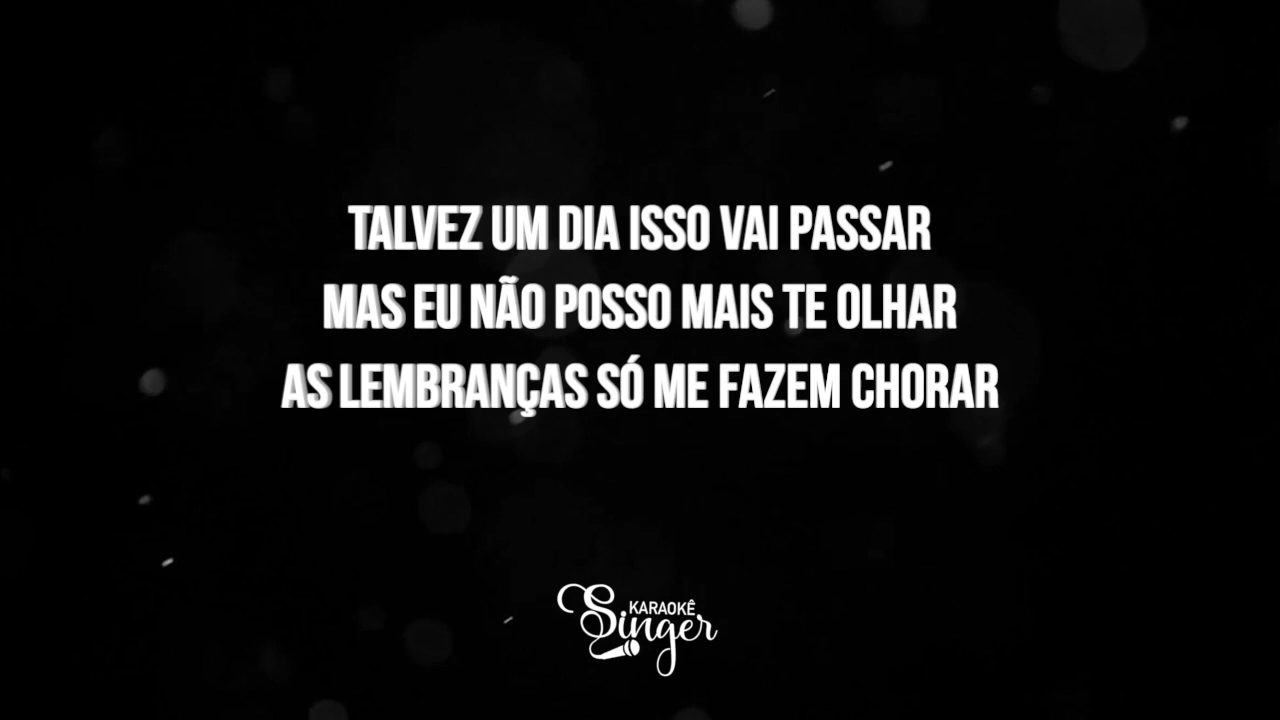 TALVEZ UM DIA ISSO VAI PASSAR
MAS EU NÃO POSSO MAIS TE OLHAR
AS LEMBRANÇAS SÓ ME FAZEM CHORAR
KARAOKÊ
Singer